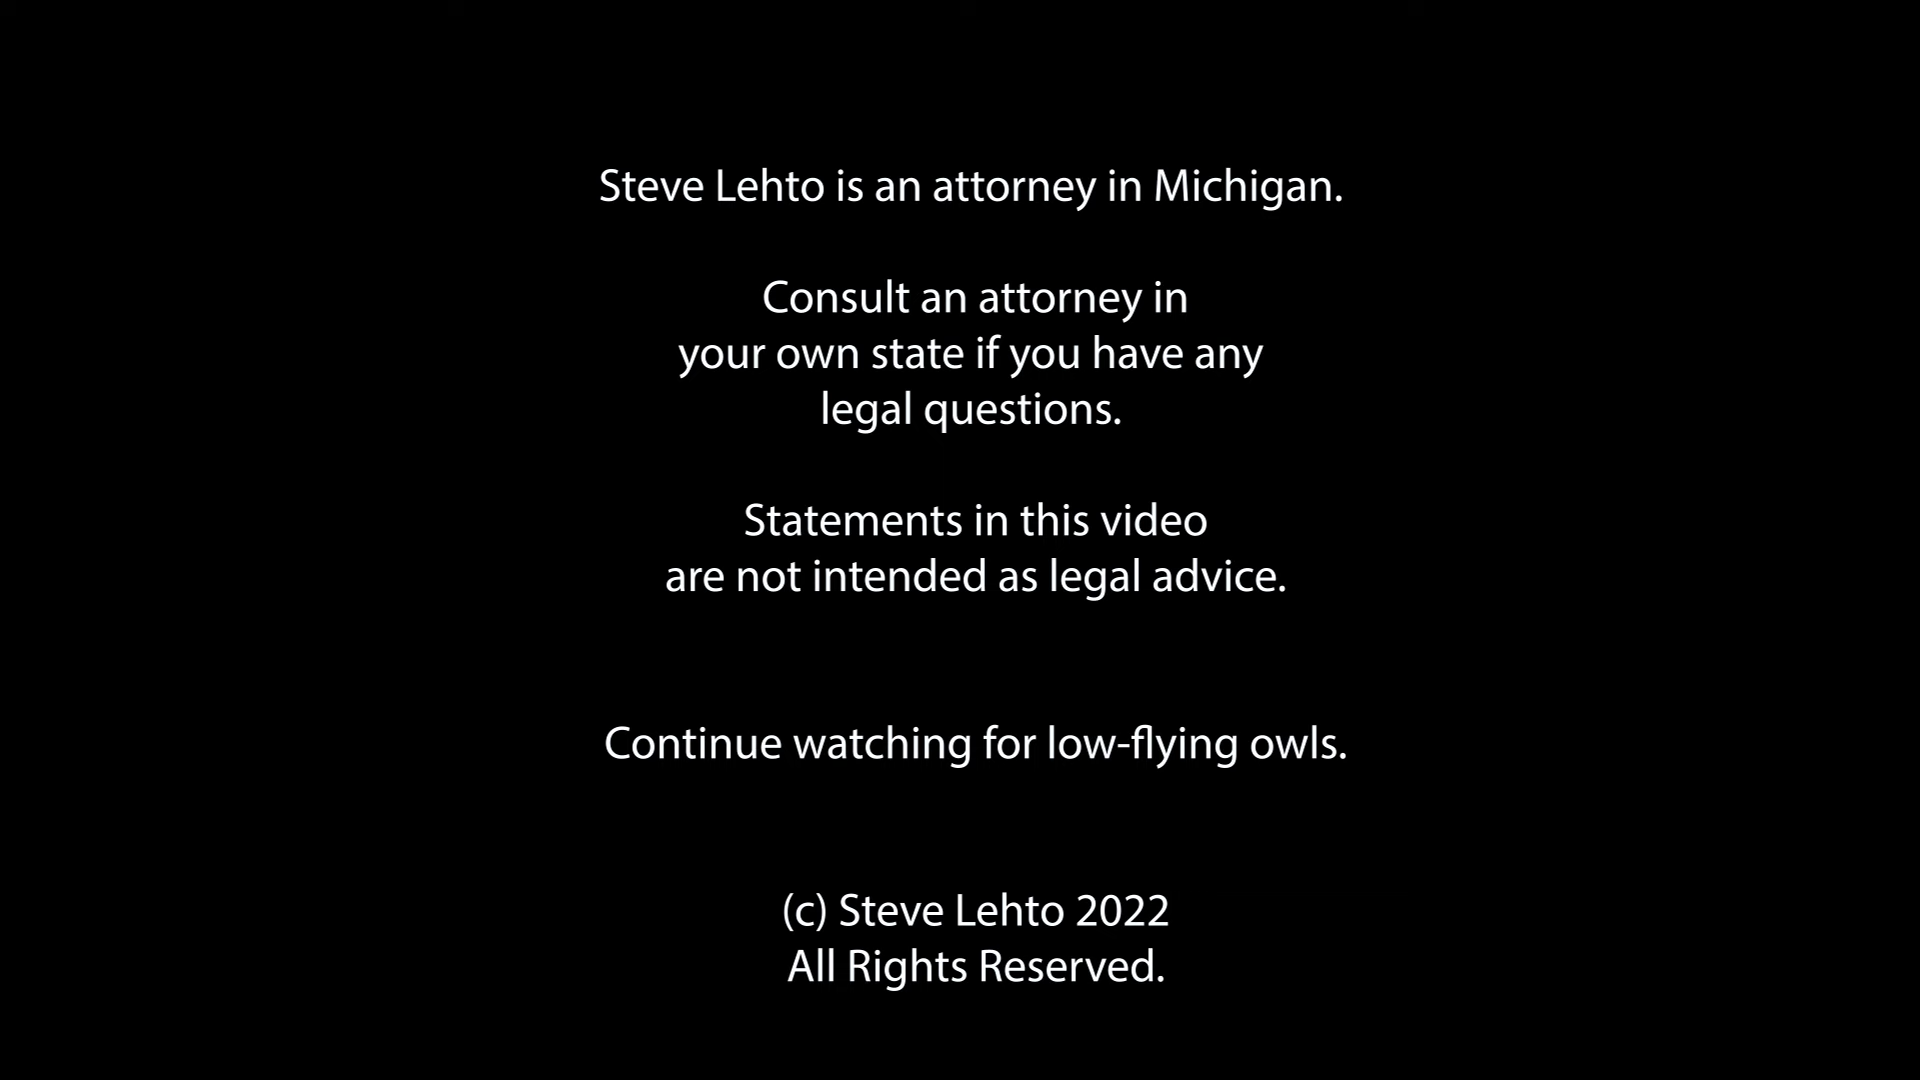 Steve Lehto is an attorney in Michigan.
Consult an attorney in
your own state if you have any
legal questions.
Statements in this video
are not intended as legal advice.
Continue watching for low-flying owls.
(c) Steve Lehto 2022
All Rights Reserved.